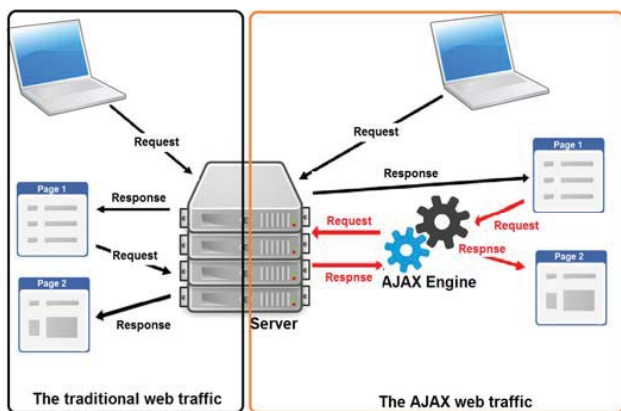 Request
Response
Page 1
Request
Page 2
Response
Server
The traditional web traffic
Request
Response
Page 1
Request
Request
Respnse
Page 2
Respnse
AJAX Engine
The AJAX web traffic